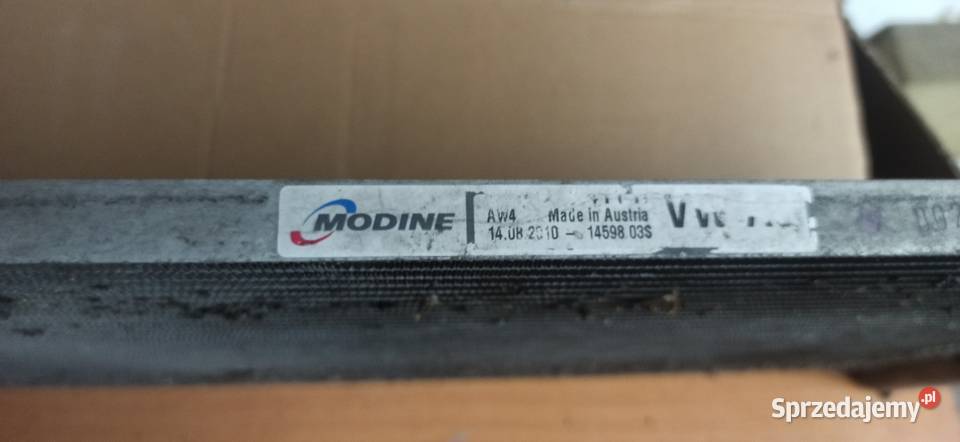 MODINE
AW4 Made in Austria
14.08.2010 - 14598 03S
Sprzedajemy.pl